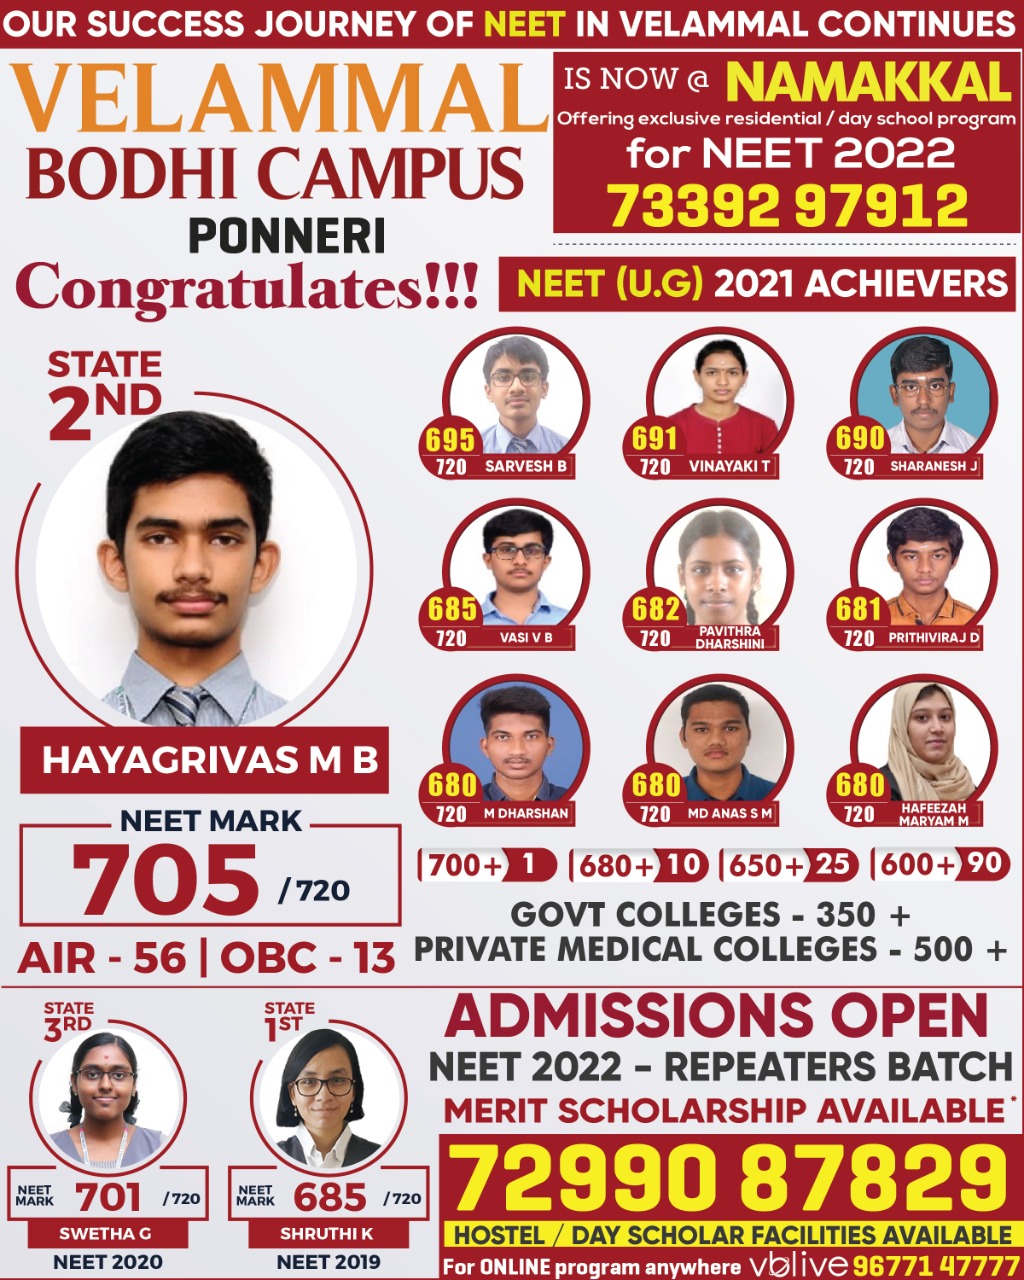 OUR SUCCESS JOURNEY OF NEET IN VELAMMAL CONTINUES
VELAMMAL
BODHI CAMPUS
PONNERI
Congratulates!!!
IS NOW @ NAMAKKAL
Offering exclusive residential / day school program
for NEET 2022
73392 97912
NEET (U.G) 2021 ACHIEVERS
STATE
2ND
HAYAGRIVAS M B
NEET MARK
705 /720
AIR - 56 | OBC - 13
695
720 SARVESH B
691
720 VINAYAKI T
690
720 SHARANESH J
685
720 VASI V B
682
720 PAVITHRA
DHARSHINI
681
720 PRITHIVIRAJ D
680
720 M DHARSHAN
680
720 MD ANAS S M
680
720 HAFEEZAH
MARYAM M
700+ 1 680+ 10 650+ 25 600+ 90
GOVT COLLEGES - 350 +
PRIVATE MEDICAL COLLEGES - 500 +
STATE
3RD
NEET
MARK 701 /720
SWETHA G
NEET 2020
STATE
1ST
NEET
MARK 685 /720
SHRUTHI K
NEET 2019
ADMISSIONS OPEN
NEET 2022 - REPEATERS BATCH
MERIT SCHOLARSHIP AVAILABLE*
72990 87829
HOSTEL / DAY SCHOLAR FACILITIES AVAILABLE
For ONLINE program anywhere vblive 96771 47777